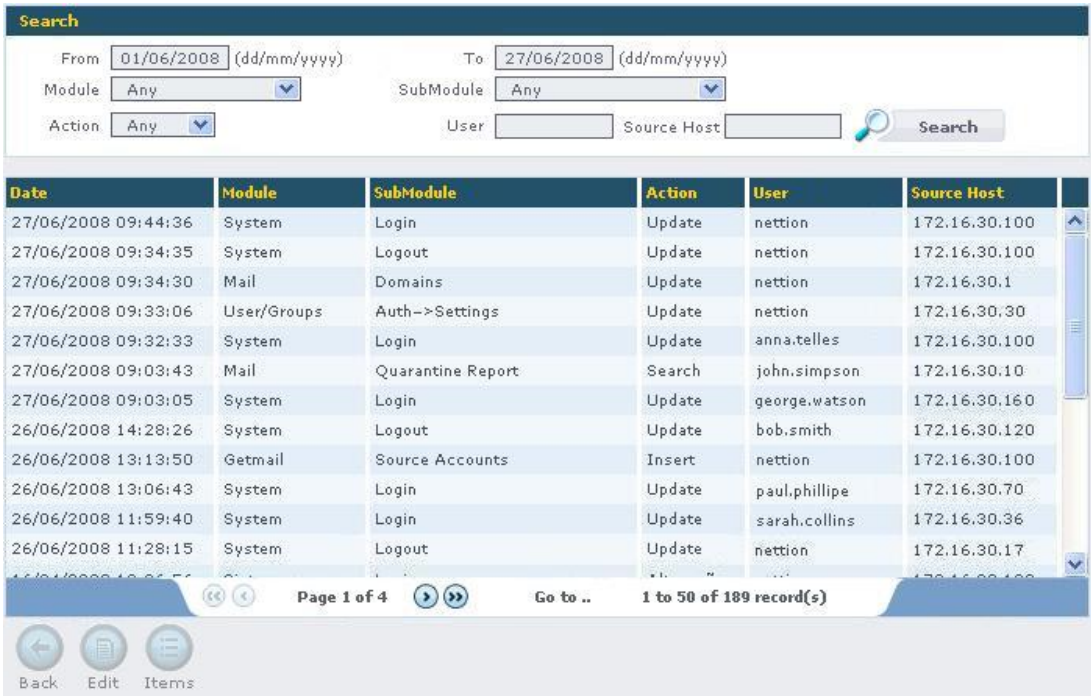 Search
From 01/06/2008 (dd/mm/yyyy) To 27/06/2008 (dd/mm/yyyy)
Module Any SubModule Any
Action Any User Source Host Search
Date Module SubModule Action User Source Host
27/06/2008 09:44:36 System Login Update nettion 172.16.30.100
27/06/2008 09:34:35 System Logout Update nettion 172.16.30.100
27/06/2008 09:34:30 Mail Domains Update nettion 172.16.30.1
27/06/2008 09:33:06 User/Groups Auth->Settings Update nettion 172.16.30.30
27/06/2008 09:32:33 System Login Update anna.telles 172.16.30.100
27/06/2008 09:03:43 Mail Quarantine Report Search john.simpson 172.16.30.10
27/06/2008 09:03:05 System Login Update george.watson 172.16.30.160
26/06/2008 14:28:26 System Logout Update bob.smith 172.16.30.120
26/06/2008 13:13:50 Getmail Source Accounts Insert nettion 172.16.30.100
26/06/2008 13:06:43 System Login Update paul.phillipe 172.16.30.70
26/06/2008 11:59:40 System Login Update sarah.collins 172.16.30.36
26/06/2008 11:28:15 System Logout Update nettion 172.16.30.17
Page 1 of 4 Go to .. 1 to 50 of 189 record(s)
Back Edit Items